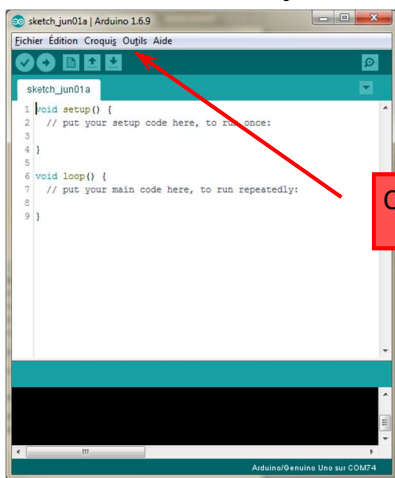 sketch_jun01a | Arduino 1.6.9
Fichier Édition Croquis Outils Aide
sketch_jun01a
1 void setup() {
2 // put your setup code here, to run once:
3
4 }
5
6 void loop() {
7 // put your main code here, to run repeatedly:
8
9 }
Arduino/Genuino Uno sur COM74